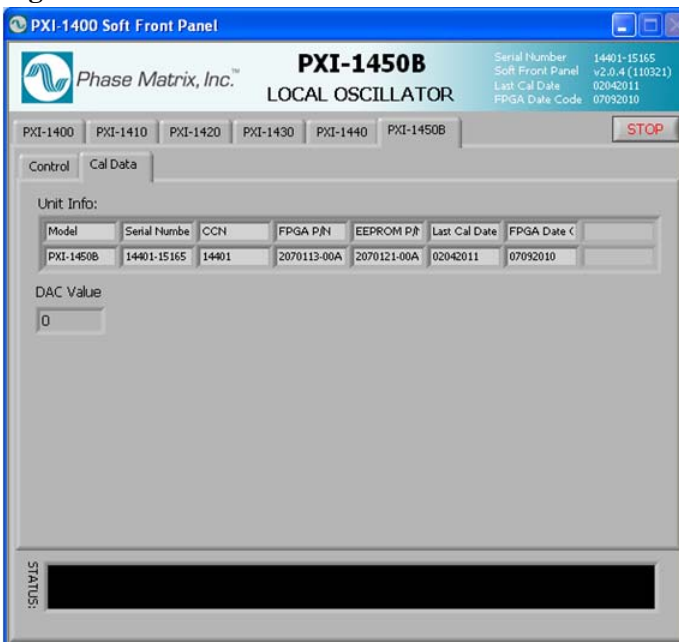 PXI-1400 Soft Front Panel
Phase Matrix, Inc.™
PXI-1450B
LOCAL OSCILLATOR
Serial Number 14401-15165
Soft Front Panel v2.0.4 (110321)
Last Cal Date 02042011
FPGA Date Code 07092010
PXI-1400 PXI-1410 PXI-1420 PXI-1430 PXI-1440 PXI-1450B STOP
Control Cal Data
Unit Info:
Model Serial Numbe CCN FPGA P/N EEPROM P/ Last Cal Date FPGA Date
PXI-1450B 14401-15165 14401 2070113-00A 2070121-00A 02042011 07092010
DAC Value
0
STATUS: